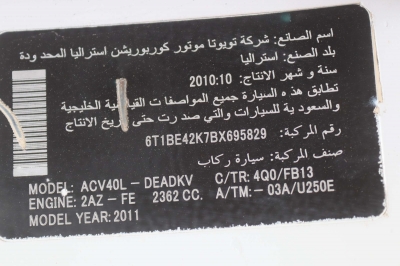 اسم الصانع: شركة تويوتا موتور كوربوريشن استراليا المحدودة
بلد الصنع: استراليا
سنة و شهر الانتاج: 2010:10
تطابق هذه السيارة جميع المواصفات القياسية الخليجية
والسعودية للسيارات والتي صدرت حتى تاريخ الانتاج
رقم المركبة: 6T1BE42K7BX695829
صنف المركبة: سيارة ركاب
MODEL: ACV40L - DEADKV C/TR: 4Q0/FB13
ENGINE: 2AZ - FE 2362 CC. A/TM: -03A/U250E
MODEL YEAR: 2011